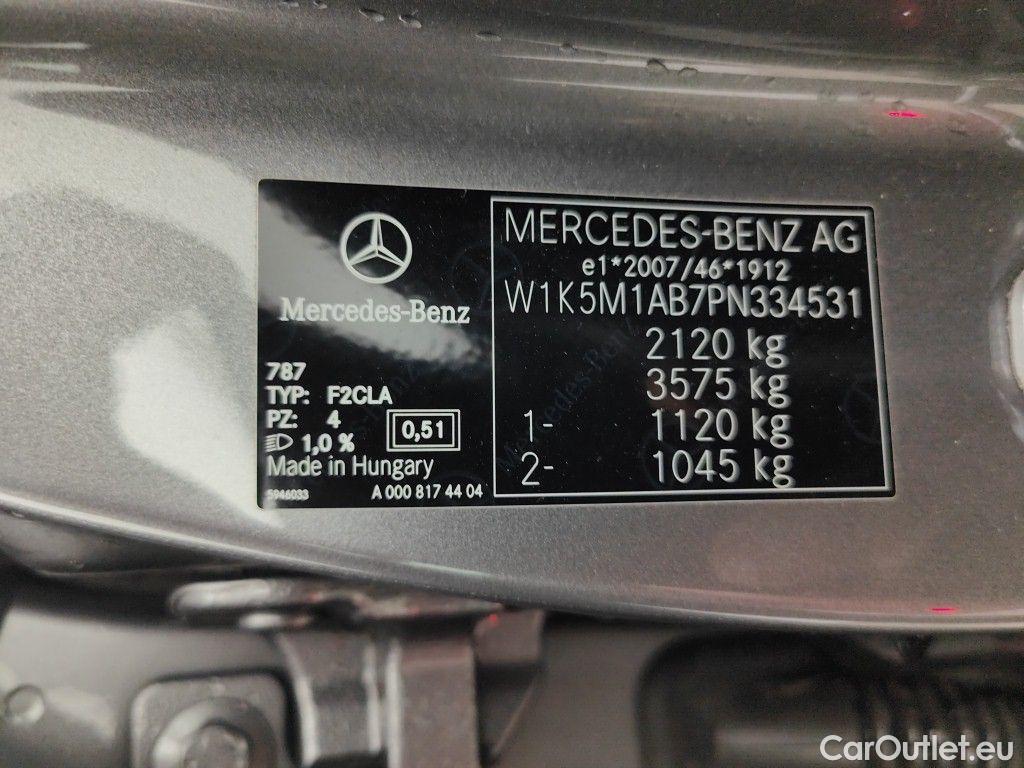 Mercedes-Benz
787
TYP: F2CLA
PZ: 4
1,0 %
0,51
Made in Hungary
5946033
A 000 817 44 04
MERCEDES-BENZ AG
e1*2007/46*1912
W1K5M1AB7PN334531
2120 kg
3575 kg
1- 1120 kg
2- 1045 kg
CarOutlet.eu